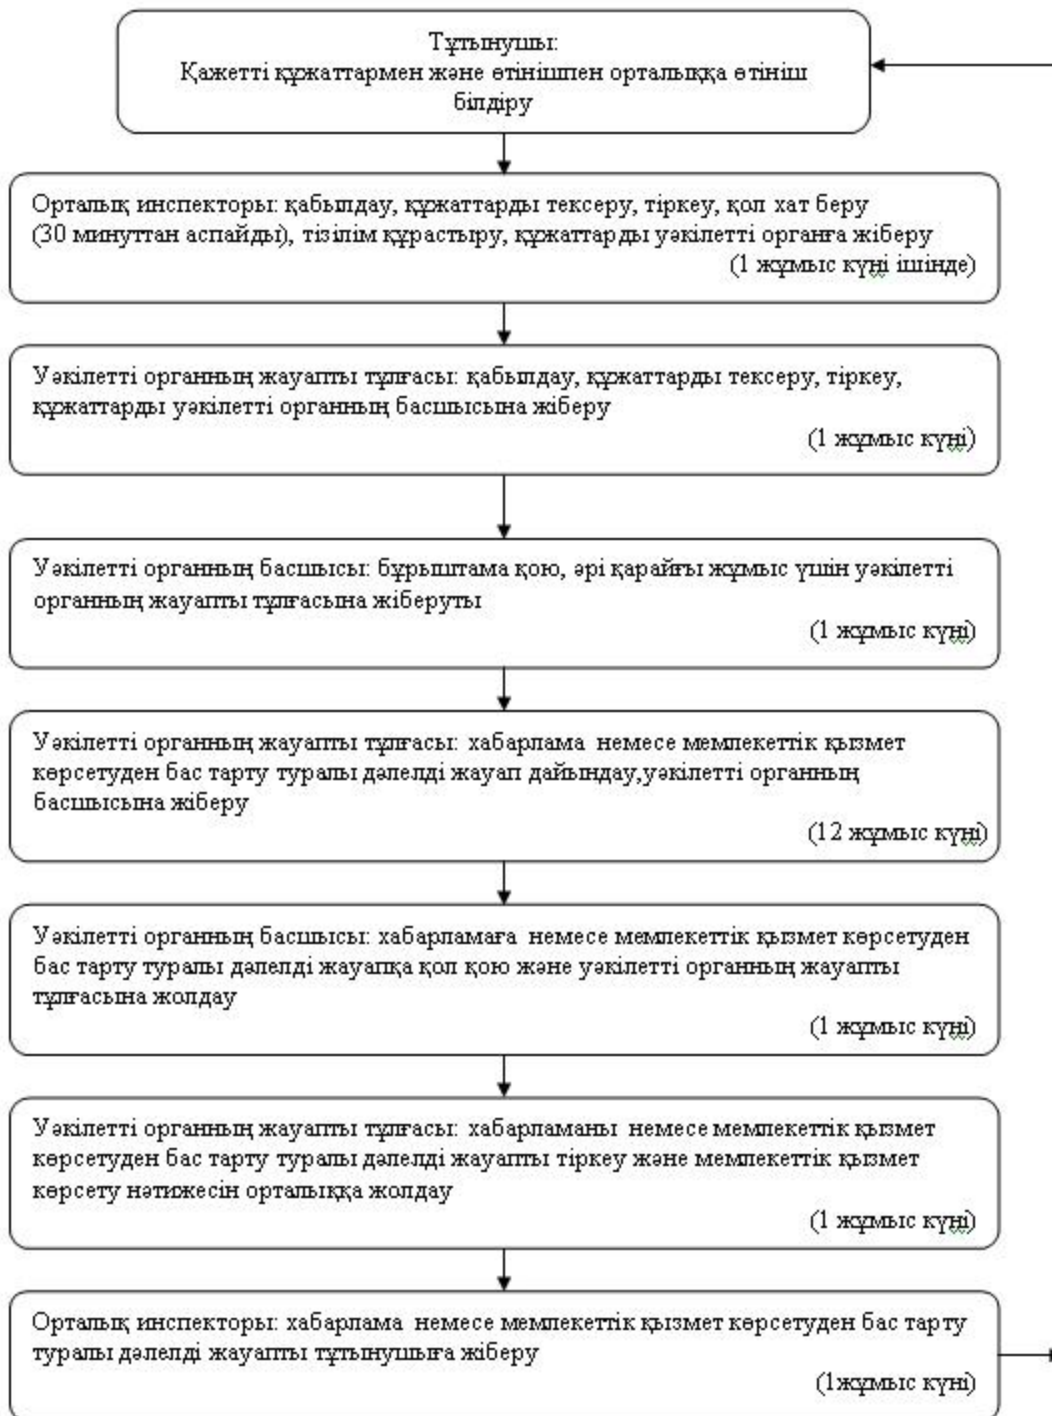 Тұтынушы:
Қажетті құжаттармен және өтінішпен орталыққа өтініш
білдіру
Орталық инспекторы: қабылдау, құжаттарды тексеру, тіркеу, қол хат беру
(30 минуттан аспайды), тізілім құрастыру, құжаттарды уәкілетті органға жіберу
(1 жұмыс күні ішінде)
Уәкілетті органның жауапты тұлғасы: қабылдау, құжаттарды тексеру, тіркеу,
құжаттарды уәкілетті органның басшысына жіберу
(1 жұмыс күні)
Уәкілетті органның басшысы: бұрыштама қою, әрі қарайғы жұмыс үшін уәкілетті
органның жауапты тұлғасына жіберуты
(1 жұмыс күні)
Уәкілетті органның жауапты тұлғасы: хабарлама немесе мемлекеттік қызмет
көрсетуден бас тарту туралы дәлелді жауап дайындау,уәкілетті органның
басшысына жіберу
(12 жұмыс күні)
Уәкілетті органның басшысы: хабарламаға немесе мемлекеттік қызмет көрсетуден
бас тарту туралы дәлелді жауапқа қол қою және уәкілетті органның жауапты
тұлғасына жолдау
(1 жұмыс күні)
Уәкілетті органның жауапты тұлғасы: хабарламаны немесе мемлекеттік қызмет
көрсетуден бас тарту туралы дәлелді жауапты тіркеу және мемлекеттік қызмет
көрсету нәтижесін орталыққа жолдау
(1 жұмыс күні)
Орталық инспекторы: хабарлама немесе мемлекеттік қызмет көрсетуден бас тарту
туралы дәлелді жауапты тұтынушыға жіберу
(1жұмыс күні)